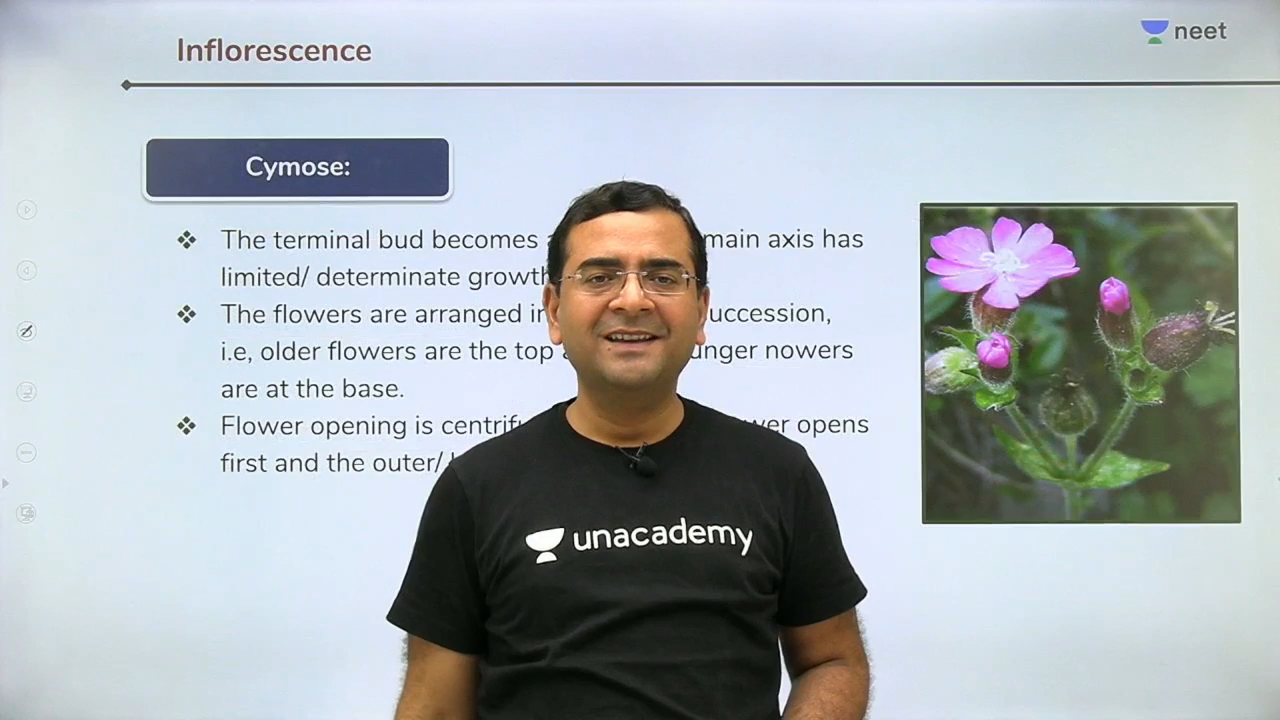 Inflorescence
neet
Cymose:
The terminal bud becomes main axis has
limited/ determinate growth
The flowers are arranged in uccession,
i.e, older flowers are the top unger nowers
are at the base.
Flower opening is centrifu wer opens
first and the outer/
unacademy